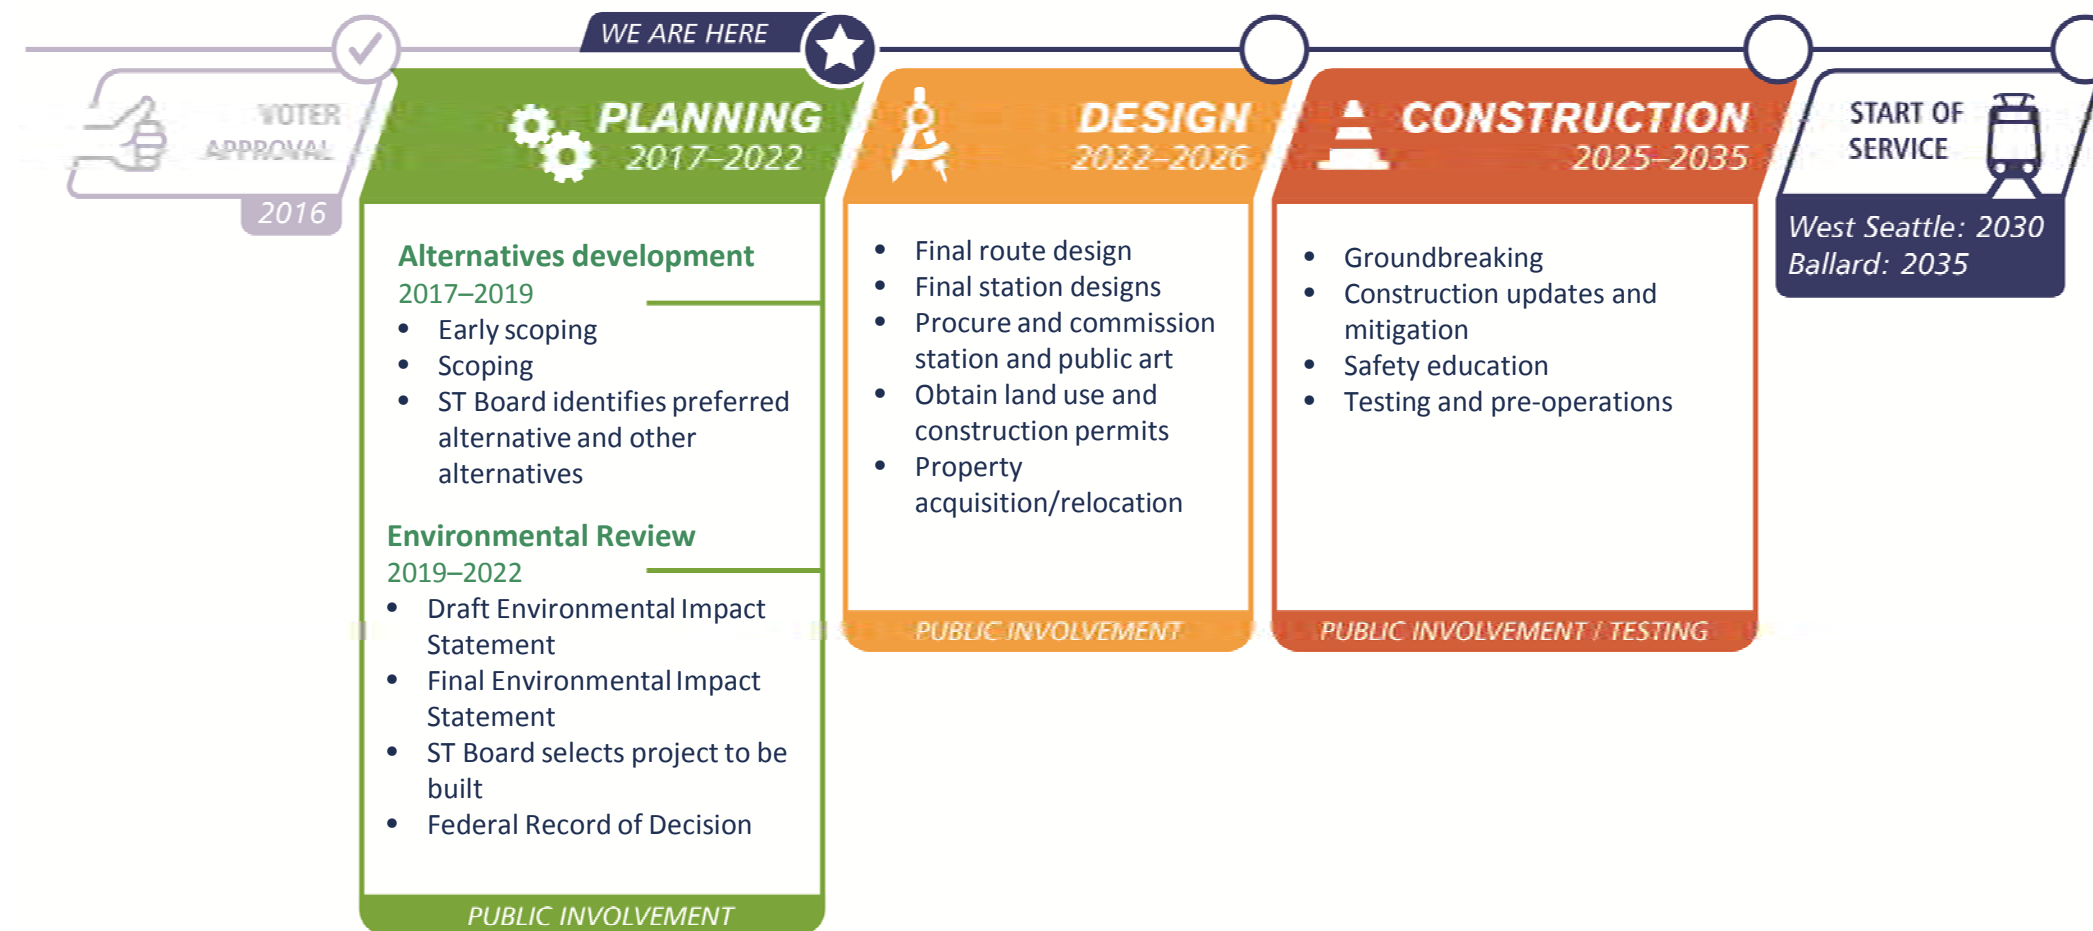 WE ARE HERE
VOTER
APPROVAL
2016
PLANNING
2017–2022
Alternatives development
2017–2019
• Early scoping
• Scoping
• ST Board identifies preferred
alternative and other
alternatives
Environmental Review
2019–2022
• Draft Environmental Impact
Statement
• Final Environmental Impact
Statement
• ST Board selects project to be
built
• Federal Record of Decision
PUBLIC INVOLVEMENT
DESIGN
2022–2026
• Final route design
• Final station designs
• Procure and commission
station and public art
• Obtain land use and
construction permits
• Property
acquisition/relocation
PUBLIC INVOLVEMENT
CONSTRUCTION
2025–2035
• Groundbreaking
• Construction updates and
mitigation
• Safety education
• Testing and pre-operations
PUBLIC INVOLVEMENT / TESTING
START OF
SERVICE
West Seattle: 2030
Ballard: 2035